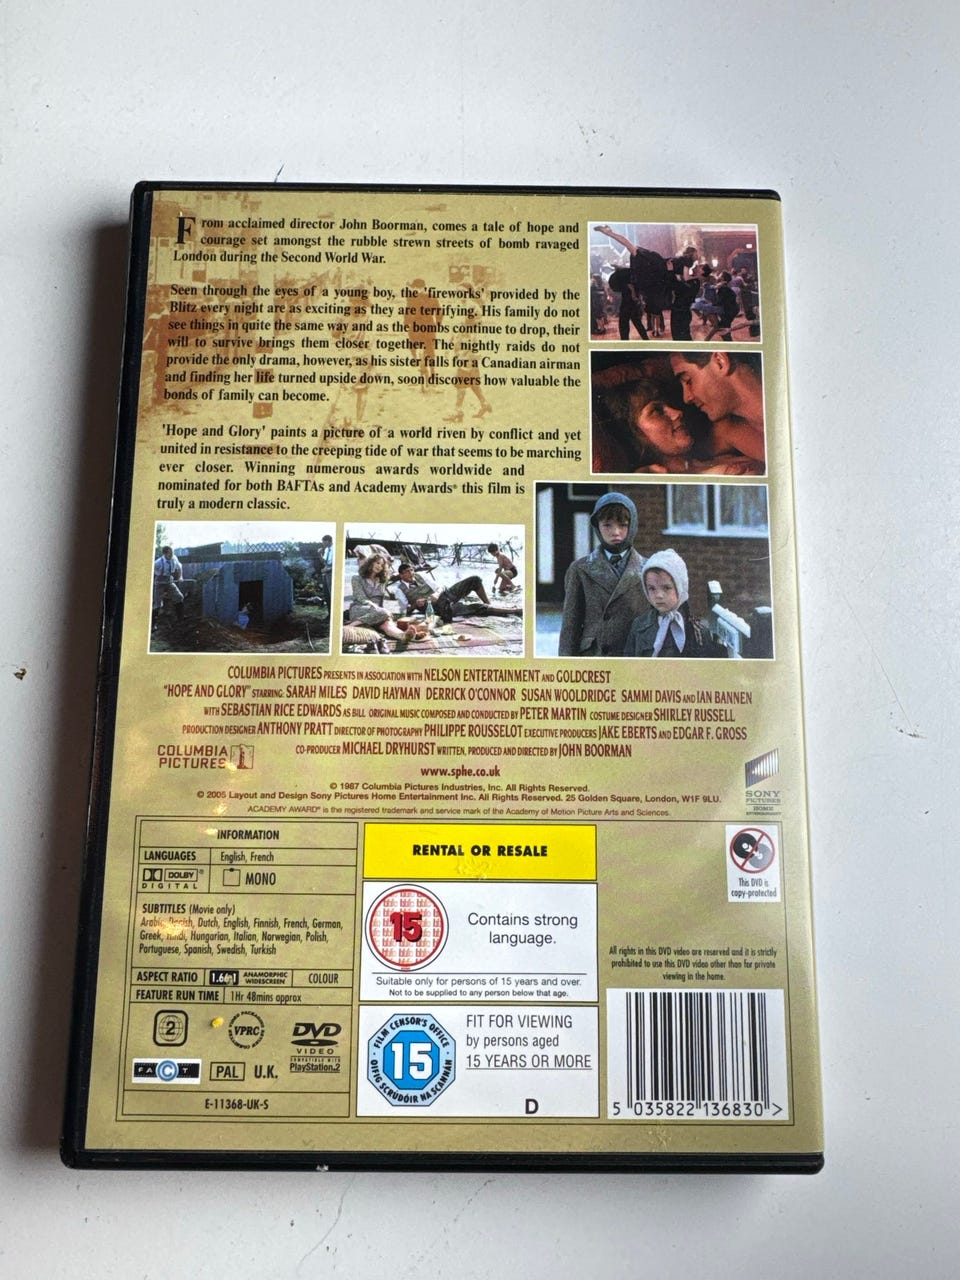 From acclaimed director John Boorman, comes a tale of hope and
courage set amongst the rubble strewn streets of bomb ravaged
London during the Second World War.
Seen through the eyes of a young boy, the 'fireworks' provided by the
Blitz every night are as exciting as they are terrifying. His family do not
see things in quite the same way and as the bombs continue to drop, their
will to survive brings them closer together. The nightly raids do not
provide the only drama, however, as his sister falls for a Canadian airman
and finding her life turned upside down, soon discovers how valuable the
bonds of family can become.
'Hope and Glory' paints a picture of a world riven by conflict and yet
united in resistance to the creeping tide of war that seems to be marching
ever closer. Winning numerous awards worldwide and
nominated for both BAFTAs and Academy Awards® this film is
truly a modern classic.
COLUMBIA PICTURES PRESENTS IN ASSOCIATION WITH NELSON ENTERTAINMENT AND GOLDCREST
"HOPE AND GLORY" STARRING: SARAH MILES DAVID HAYMAN DERRICK O'CONNOR SUSAN WOOLDRIDGE SAMMI DAVIS AND IAN BANNEN
WITH SEBASTIAN RICE EDWARDS AS BILL ORIGINAL MUSIC COMPOSED AND CONDUCTED BY PETER MARTIN COSTUME DESIGNER SHIRLEY RUSSELL
PRODUCTION DESIGNER ANTHONY PRATT DIRECTOR OF PHOTOGRAPHY PHILIPPE ROUSSELOT EXECUTIVE PRODUCERS JAKE EBERTS AND EDGAR F. GROSS
CO-PRODUCER MICHAEL DRYHURST WRITTEN, PRODUCED AND DIRECTED BY JOHN BOORMAN
COLUMBIA
PICTURES
www.sphe.co.uk
© 1987 Columbia Pictures Industries, Inc. All Rights Reserved.
© 2005 Layout and Design Sony Pictures Home Entertainment Inc. All Rights Reserved. 25 Golden Square, London, W1F 9LU.
ACADEMY AWARD® is the registered trademark and service mark of the Academy of Motion Picture Arts and Sciences.
SONY
PICTURES
HOME
ENTERTAINMENT
INFORMATION
LANGUAGES English, French
DOLBY®
DIGITAL
MONO
SUBTITLES (Movie only)
Arabic, Danish, Dutch, English, Finnish, French, German,
Greek, Hindi, Hungarian, Italian, Norwegian, Polish,
Portuguese, Spanish, Swedish, Turkish
ASPECT RATIO 1.66:1 ANAMORPHIC WIDESCREEN COLOUR
FEATURE RUN TIME 1Hr 48mins approx
2
VPRC
DVD
VIDEO
COMPATIBLE WITH
PlayStation.2
FACT
PAL U.K.
E-11368-UK-S
RENTAL OR RESALE
15
Contains strong
language.
Suitable only for persons of 15 years and over.
Not to be supplied to any person below that age.
FILM CENSOR'S OFFICE
15
OIFIG SCRÚDÓIR NA SCANNÁN
FIT FOR VIEWING
by persons aged
15 YEARS OR MORE
D
This DVD is
copy-protected
All rights in this DVD video are reserved and it is strictly
prohibited to use this DVD video other than for private
viewing in the home.
5 035822 136830 >